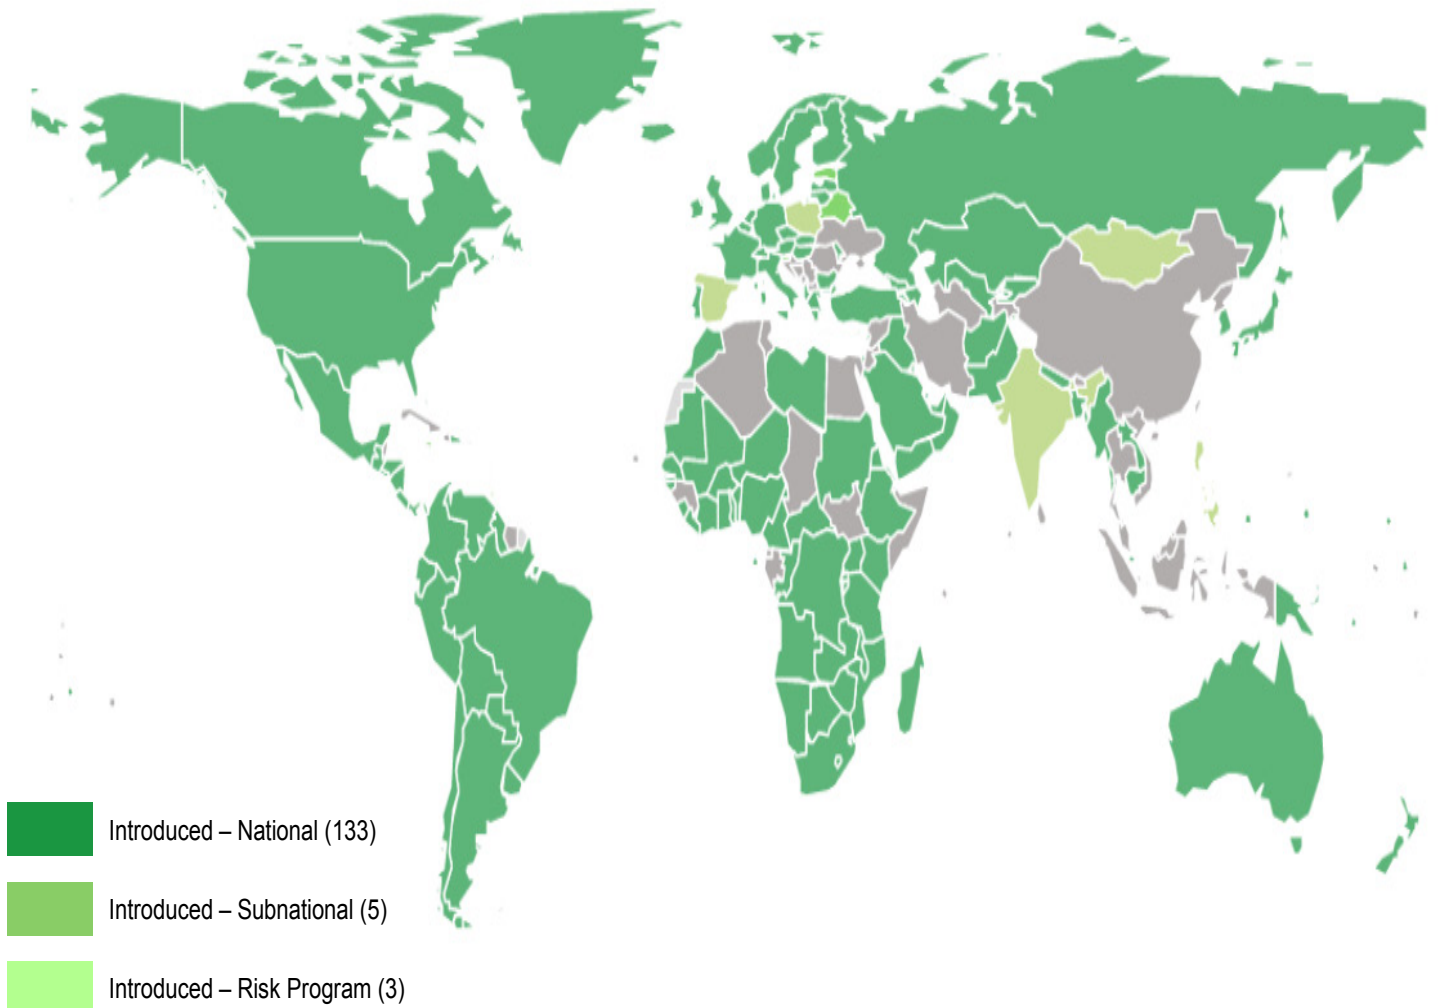 Introduced – National (133)
Introduced – Subnational (5)
Introduced – Risk Program (3)